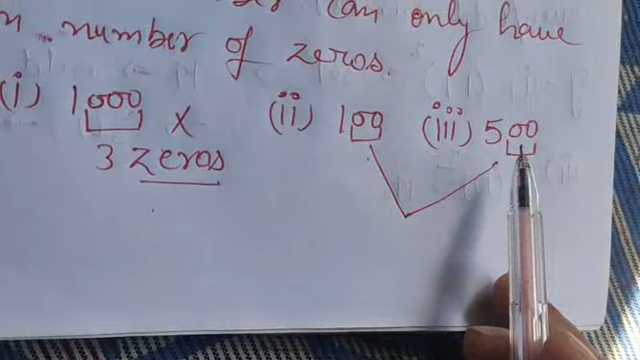 can only have
number of zeros.
(i) 1000 X (ii) 100 (iii) 500
3 zeros